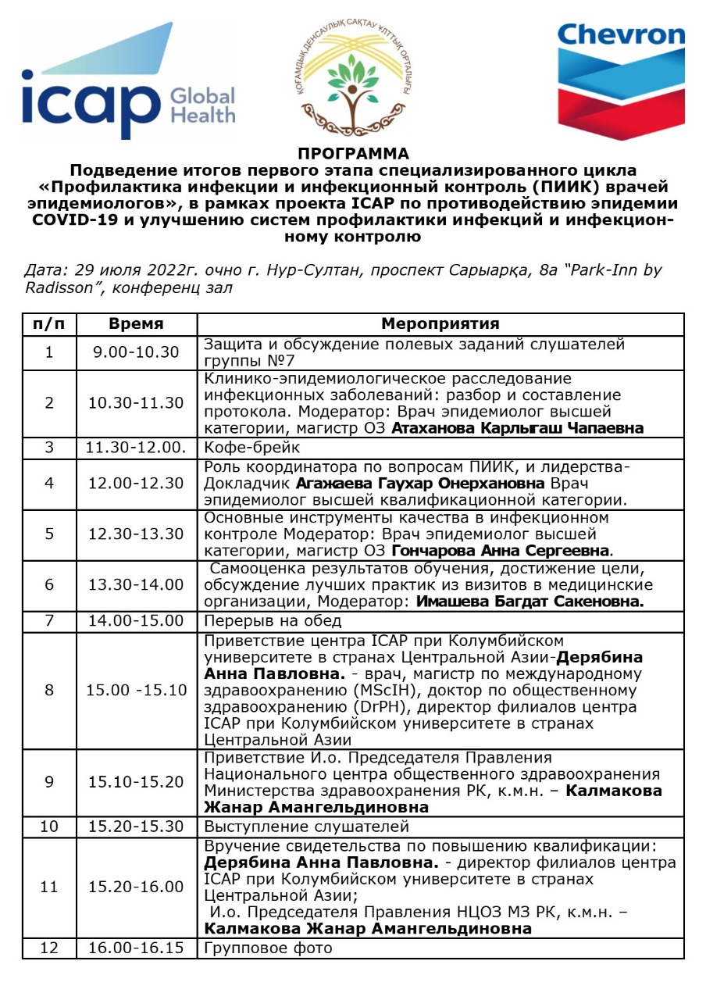 icap Global
Health
ҚОҒАМДЫҚ ДЕНСАУЛЫҚ САҚТАУ ҰЛТТЫҚ ОРТАЛЫҒЫ
Chevron
ПРОГРАММА
Подведение итогов первого этапа специализированного цикла
«Профилактика инфекции и инфекционный контроль (ПИИК) врачей
эпидемиологов», в рамках проекта ICAP по противодействию эпидемии
COVID-19 и улучшению систем профилактики инфекций и инфекцион-
ному контролю
Дата: 29 июля 2022г. очно г. Нур-Султан, проспект Сарыарқа, 8а “Park-Inn by
Radisson”, конференц зал
п/п Время Мероприятия
1 9.00-10.30 Защита и обсуждение полевых заданий слушателей
группы №7
2 10.30-11.30 Клинико-эпидемиологическое расследование
инфекционных заболеваний: разбор и составление
протокола. Модератор: Врач эпидемиолог высшей
категории, магистр ОЗ Атаханова Карлыгаш Чапаевна
3 11.30-12.00. Кофе-брейк
4 12.00-12.30 Роль координатора по вопросам ПИИК, и лидерства-
Докладчик Агажаева Гаухар Онерхановна Врач
эпидемиолог высшей квалификационной категории.
5 12.30-13.30 Основные инструменты качества в инфекционном
контроле Модератор: Врач эпидемиолог высшей
категории, магистр ОЗ Гончарова Анна Сергеевна.
6 13.30-14.00 Самооценка результатов обучения, достижение цели,
обсуждение лучших практик из визитов в медицинские
организации, Модератор: Имашева Багдат Сакеновна.
7 14.00-15.00 Перерыв на обед
8 15.00 -15.10 Приветствие центра ICAP при Колумбийском
университете в странах Центральной Азии-Дерябина
Анна Павловна. - врач, магистр по международному
здравоохранению (MScIH), доктор по общественному
здравоохранению (DrPH), директор филиалов центра
ICAP при Колумбийском университете в странах
Центральной Азии
9 15.10-15.20 Приветствие И.о. Председателя Правления
Национального центра общественного здравоохранения
Министерства здравоохранения РК, к.м.н. – Калмакова
Жанар Амангельдиновна
10 15.20-15.30 Выступление слушателей
11 15.20-16.00 Вручение свидетельства по повышению квалификации:
Дерябина Анна Павловна. - директор филиалов центра
ICAP при Колумбийском университете в странах
Центральной Азии;
И.о. Председателя Правления НЦОЗ МЗ РК, к.м.н. –
Калмакова Жанар Амангельдиновна
12 16.00-16.15 Групповое фото